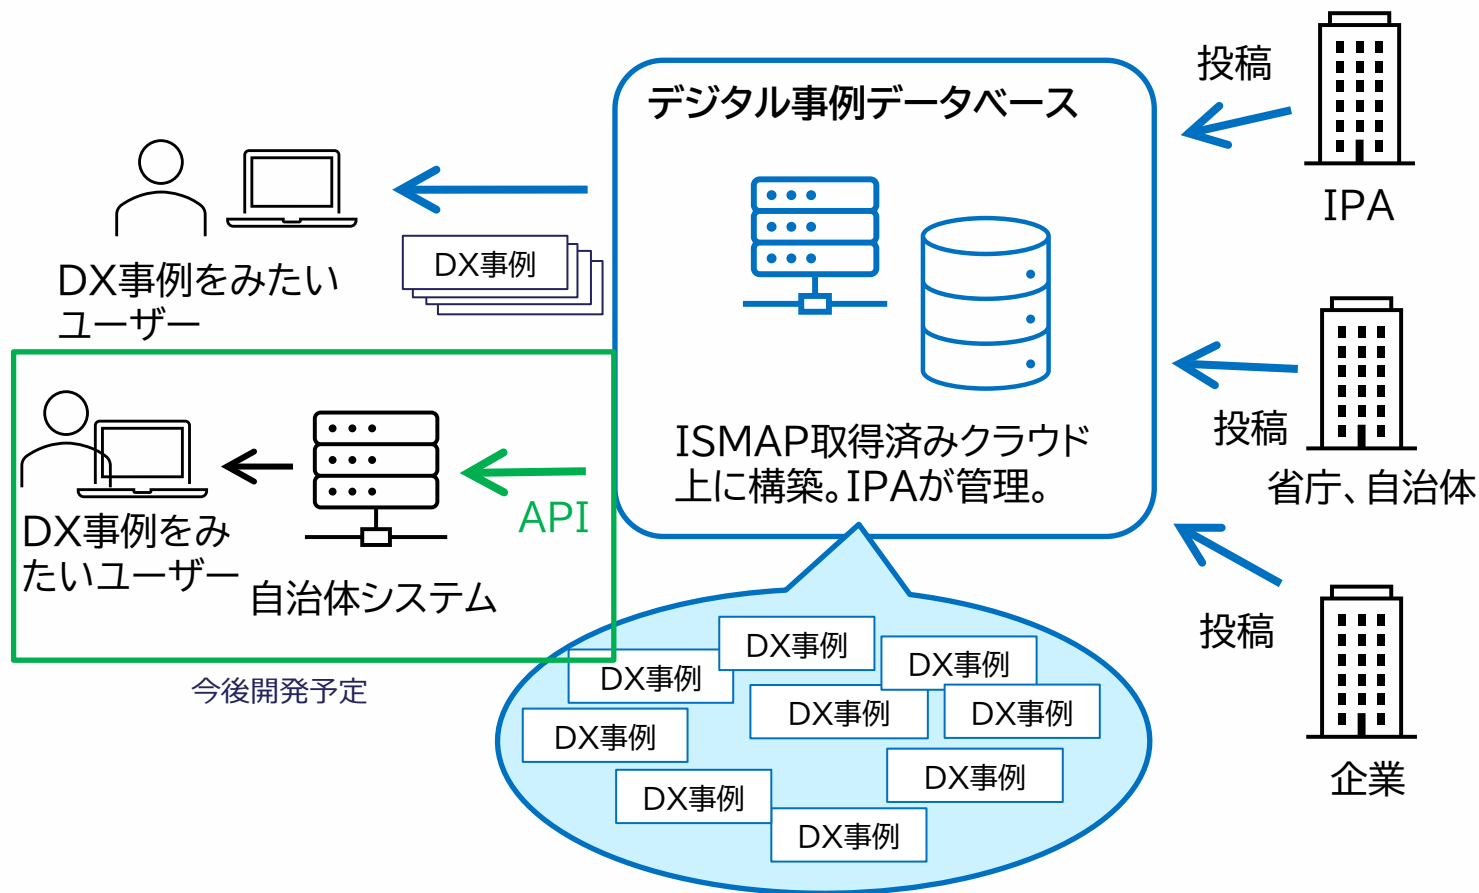 デジタル事例データベース
ISMAP取得済みクラウド
上に構築。IPAが管理。
投稿
IPA
投稿
省庁、自治体
投稿
企業
DX事例
DX事例をみたい
ユーザー
API
自治体システム
DX事例をみ
たいユーザー
今後開発予定
DX事例
DX事例
DX事例
DX事例
DX事例
DX事例
DX事例
DX事例
DX事例